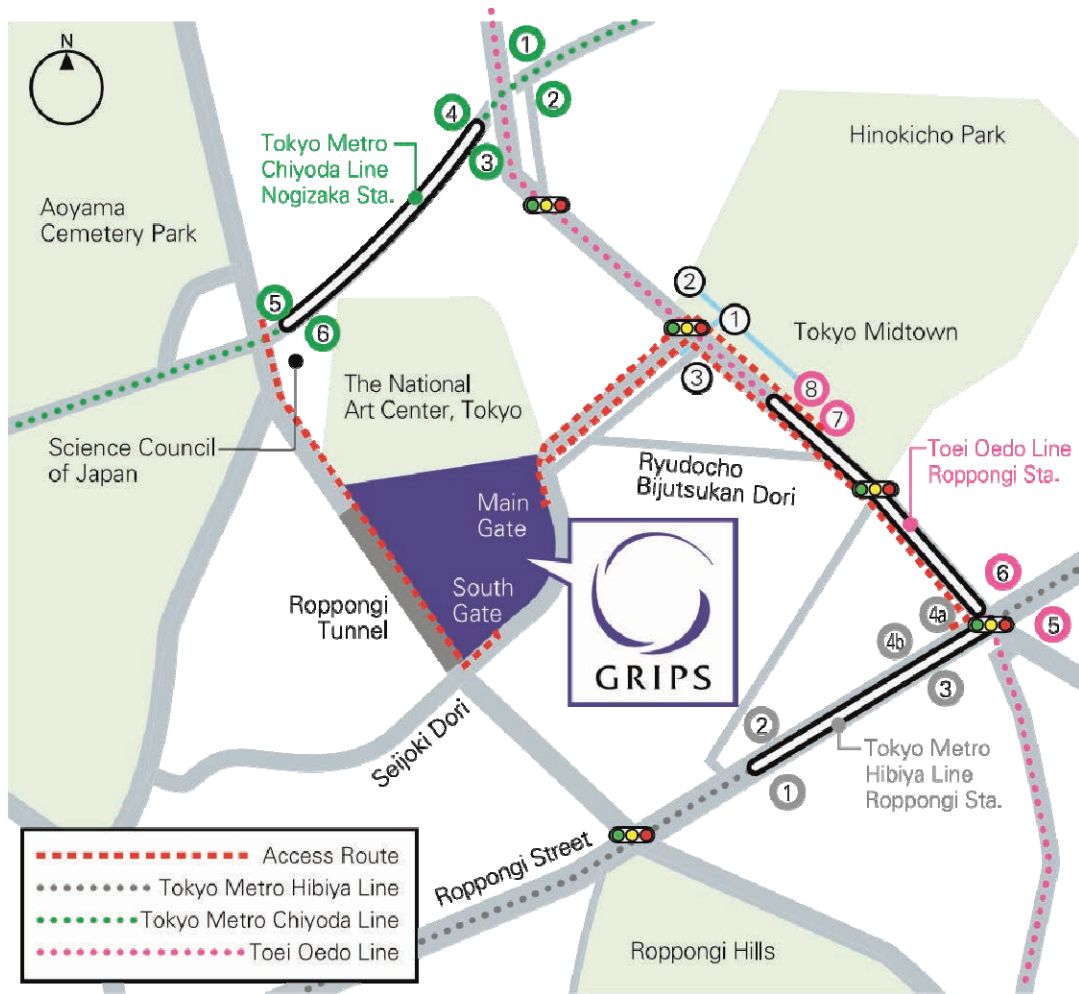 N
1
2
4
3
Tokyo Metro
Chiyoda Line
Nogizaka Sta.
Hinokicho Park
Aoyama
Cemetery Park
5
6
2
1
3
Tokyo Midtown
8
7
The National
Art Center, Tokyo
Science Council
of Japan
Ryudocho
Bijutsukan Dori
Toei Oedo Line
Roppongi Sta.
Main
Gate
South
Gate
Roppongi
Tunnel
GRIPS
6
5
4a
4b
3
2
1
Seijoki Dori
Tokyo Metro
Hibiya Line
Roppongi Sta.
Roppongi Street
Roppongi Hills
Access Route
Tokyo Metro Hibiya Line
Tokyo Metro Chiyoda Line
Toei Oedo Line